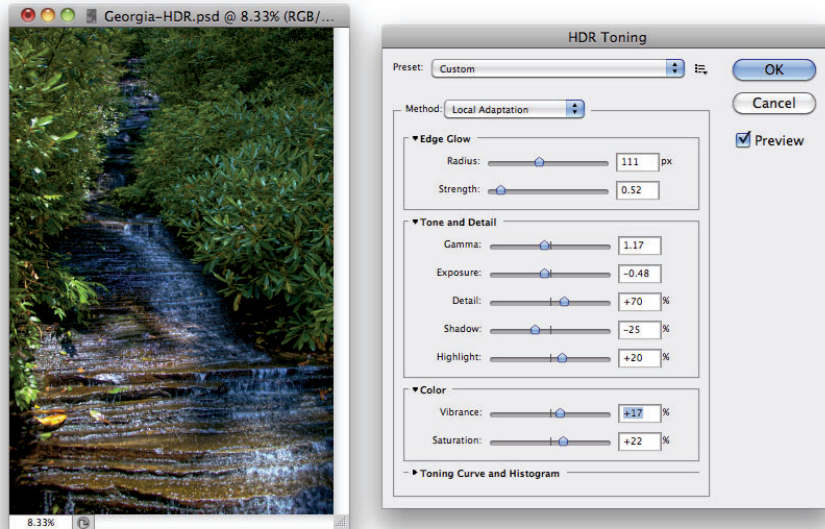 Georgia-HDR.psd @ 8.33% (RGB/...
8.33%
HDR Toning
Preset: Custom
OK
Cancel
Preview
Method: Local Adaptation
Edge Glow
Radius: 111 px
Strength: 0.52
Tone and Detail
Gamma: 1.17
Exposure: -0.48
Detail: +70 %
Shadow: -25 %
Highlight: +20 %
Color
Vibrance: +17 %
Saturation: +22 %
Toning Curve and Histogram